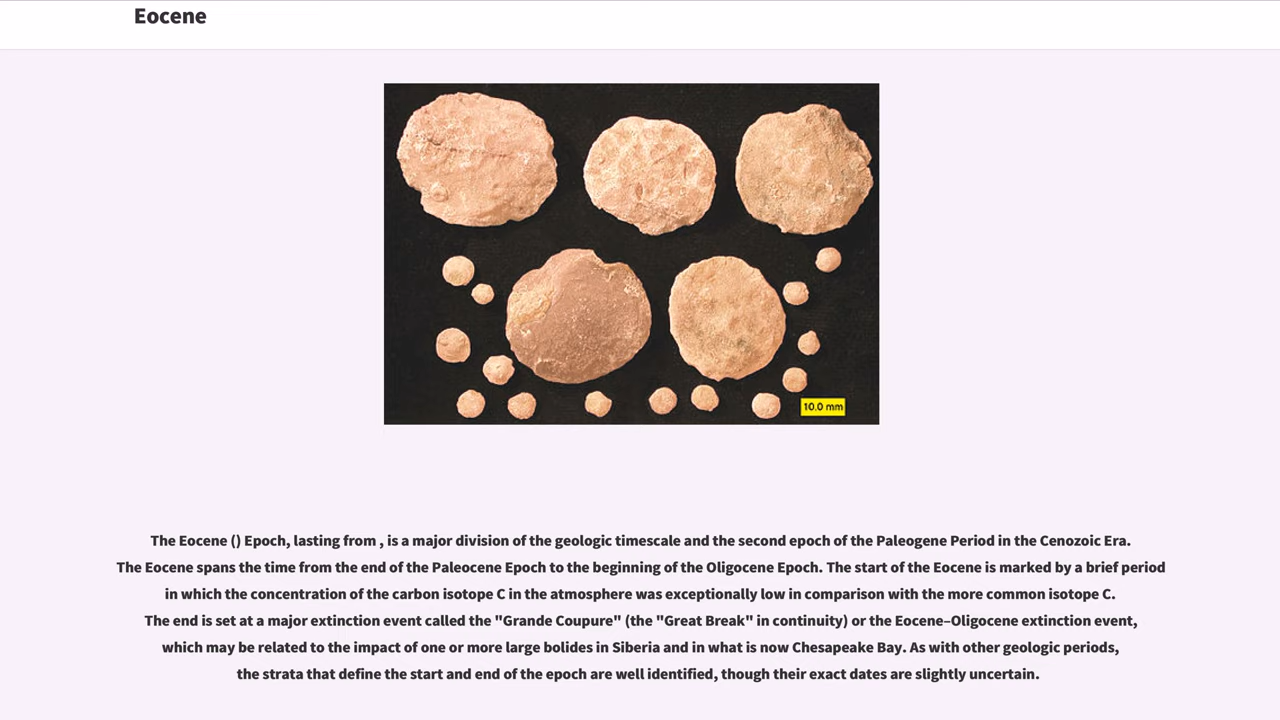 Eocene
10.0 mm
The Eocene () Epoch, lasting from , is a major division of the geologic timescale and the second epoch of the Paleogene Period in the Cenozoic Era.
The Eocene spans the time from the end of the Paleocene Epoch to the beginning of the Oligocene Epoch. The start of the Eocene is marked by a brief period
in which the concentration of the carbon isotope C in the atmosphere was exceptionally low in comparison with the more common isotope C.
The end is set at a major extinction event called the "Grande Coupure" (the "Great Break" in continuity) or the Eocene–Oligocene extinction event,
which may be related to the impact of one or more large bolides in Siberia and in what is now Chesapeake Bay. As with other geologic periods,
the strata that define the start and end of the epoch are well identified, though their exact dates are slightly uncertain.